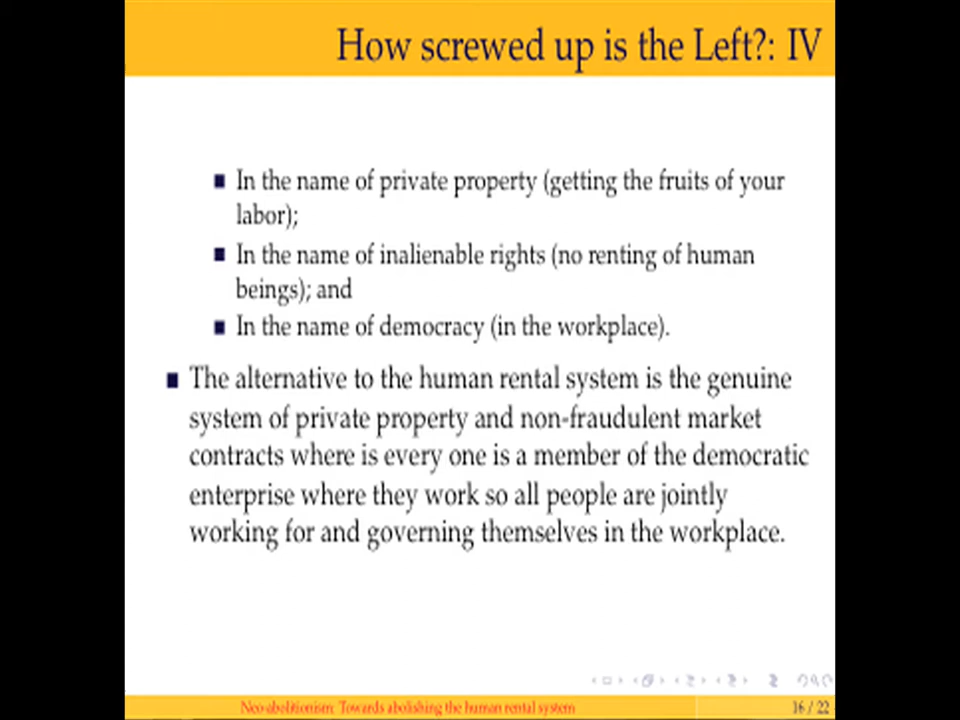 How screwed up is the Left?: IV
In the name of private property (getting the fruits of your
labor);
In the name of inalienable rights (no renting of human
beings); and
In the name of democracy (in the workplace).
The alternative to the human rental system is the genuine
system of private property and non-fraudulent market
contracts where is every one is a member of the democratic
enterprise where they work so all people are jointly
working for and governing themselves in the workplace.
Neo-abolitionism: Towards abolishing the human rental system
16 / 22